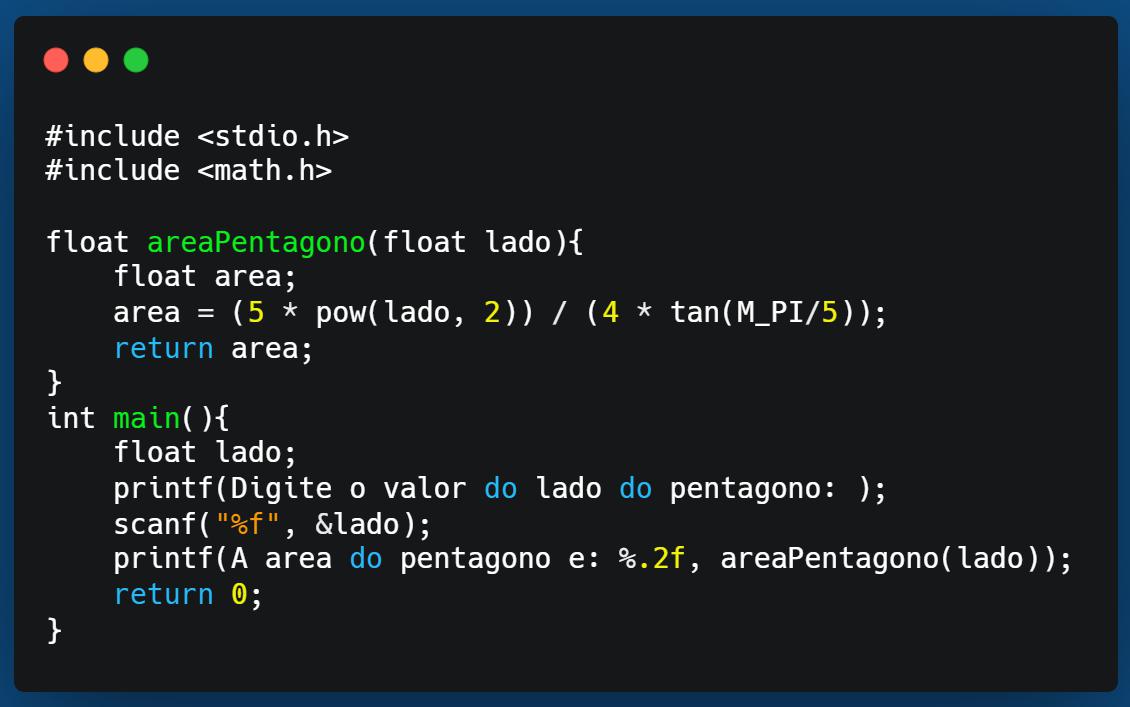 #include <stdio.h>
#include <math.h>

float areaPentagono(float lado){
    float area;
    area = (5 * pow(lado, 2)) / (4 * tan(M_PI/5));
    return area;
}
int main(){
    float lado;
    printf(Digite o valor do lado do pentagono: );
    scanf("%f", &lado);
    printf(A area do pentagono e: %.2f, areaPentagono(lado));
    return 0;
}